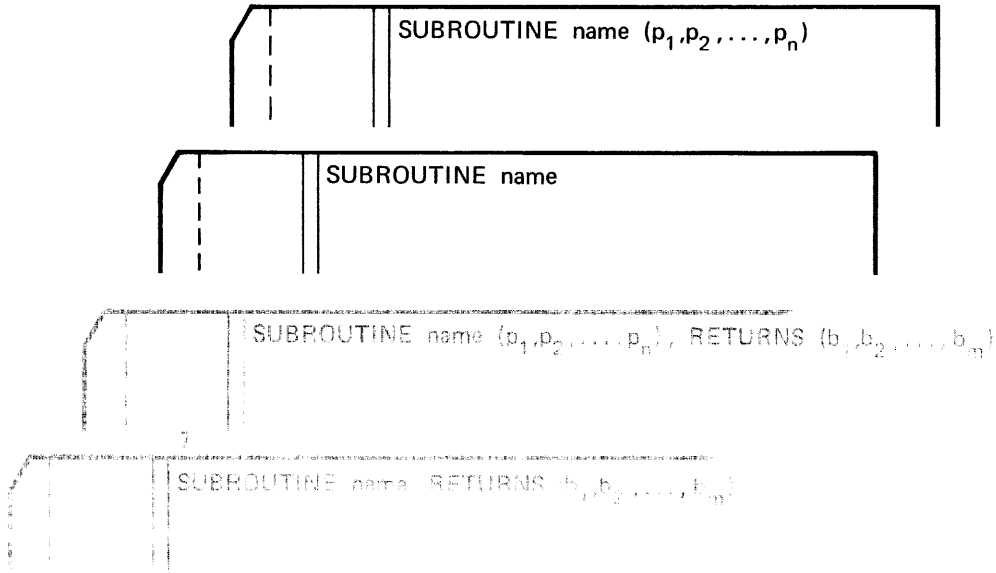 SUBROUTINE name (p₁,p₂,...,pₙ)
SUBROUTINE name
SUBROUTINE name (p₁,p₂,...,pₙ), RETURNS (b₁,b₂,...,bₘ)
SUBROUTINE name RETURNS (b₁,b₂,...,bₘ)